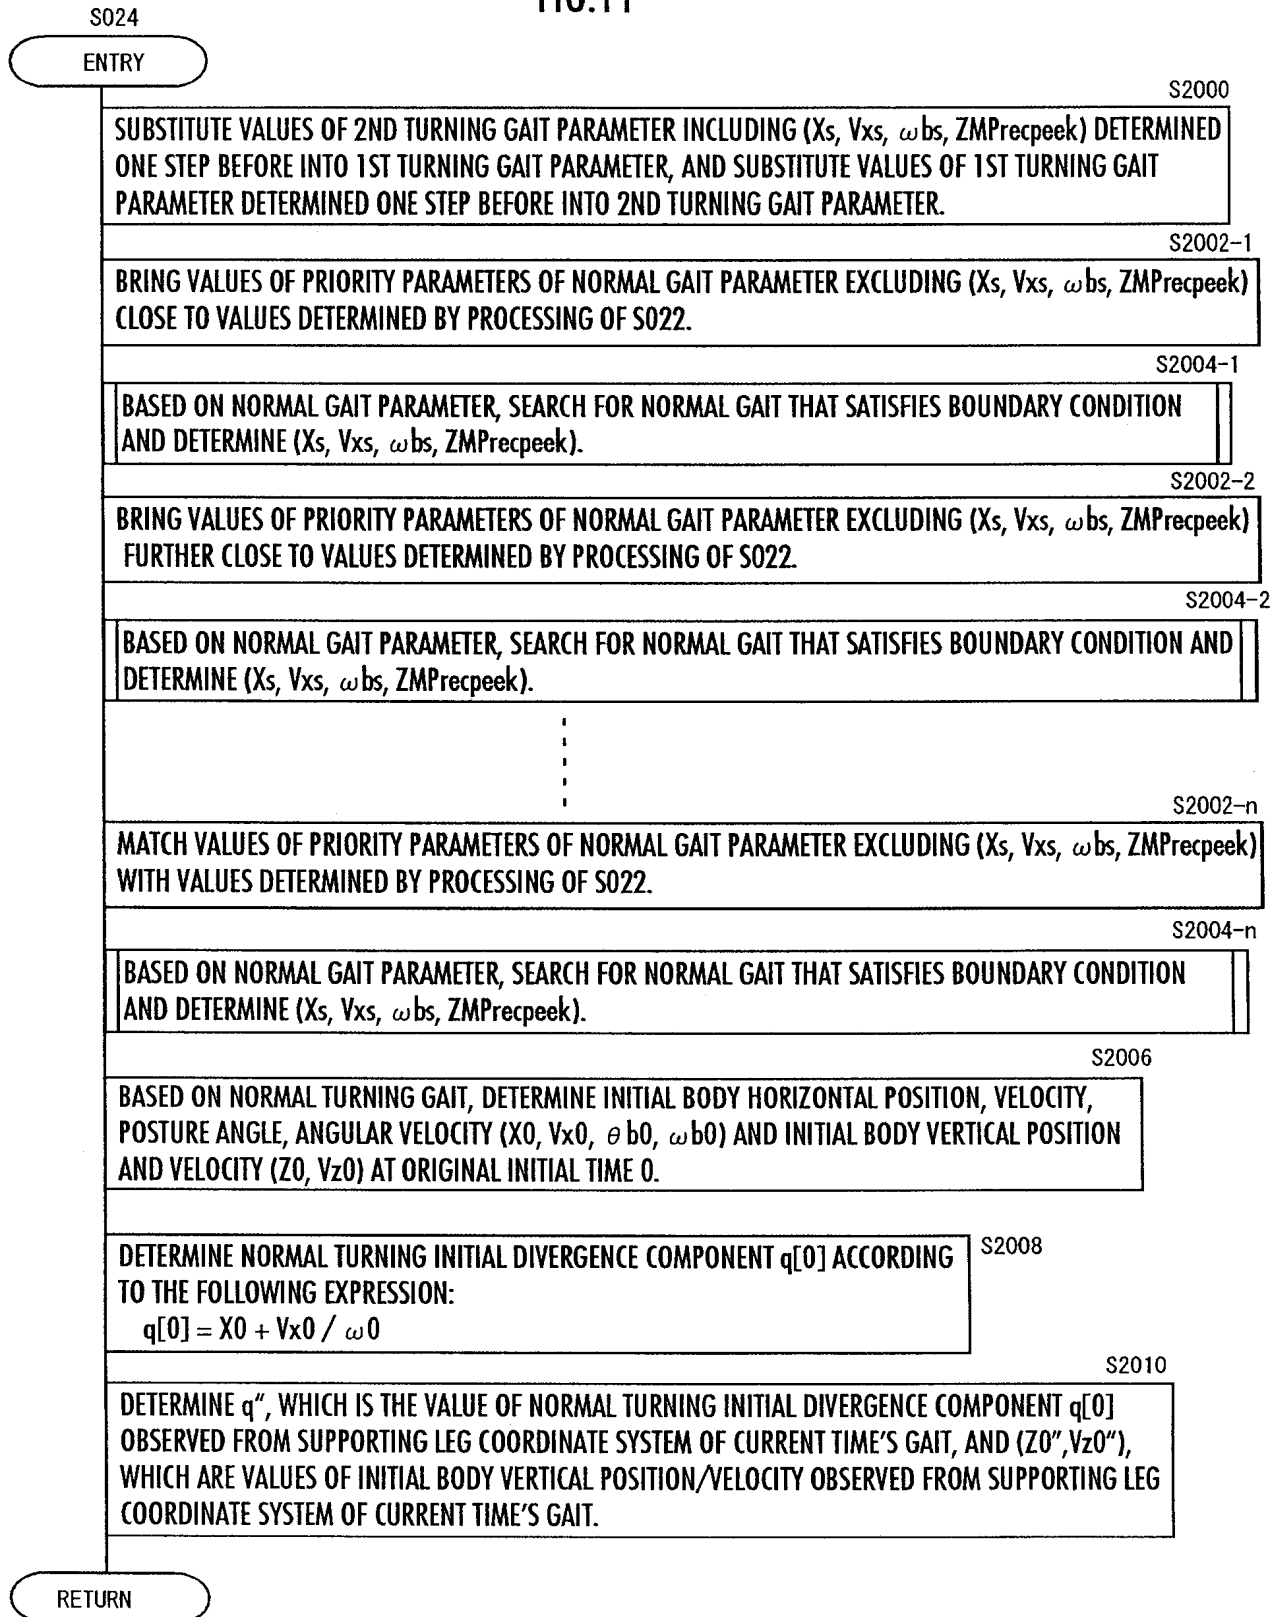 FIG.11
S024
ENTRY
S2000
SUBSTITUTE VALUES OF 2ND TURNING GAIT PARAMETER INCLUDING (Xs, Vxs, ωbs, ZMPrecpeek) DETERMINED
ONE STEP BEFORE INTO 1ST TURNING GAIT PARAMETER, AND SUBSTITUTE VALUES OF 1ST TURNING GAIT
PARAMETER DETERMINED ONE STEP BEFORE INTO 2ND TURNING GAIT PARAMETER.
S2002-1
BRING VALUES OF PRIORITY PARAMETERS OF NORMAL GAIT PARAMETER EXCLUDING (Xs, Vxs, ωbs, ZMPrecpeek)
CLOSE TO VALUES DETERMINED BY PROCESSING OF S022.
S2004-1
BASED ON NORMAL GAIT PARAMETER, SEARCH FOR NORMAL GAIT THAT SATISFIES BOUNDARY CONDITION
AND DETERMINE (Xs, Vxs, ωbs, ZMPrecpeek).
S2002-2
BRING VALUES OF PRIORITY PARAMETERS OF NORMAL GAIT PARAMETER EXCLUDING (Xs, Vxs, ωbs, ZMPrecpeek)
FURTHER CLOSE TO VALUES DETERMINED BY PROCESSING OF S022.
S2004-2
BASED ON NORMAL GAIT PARAMETER, SEARCH FOR NORMAL GAIT THAT SATISFIES BOUNDARY CONDITION AND
DETERMINE (Xs, Vxs, ωbs, ZMPrecpeek).
S2002-n
MATCH VALUES OF PRIORITY PARAMETERS OF NORMAL GAIT PARAMETER EXCLUDING (Xs, Vxs, ωbs, ZMPrecpeek)
WITH VALUES DETERMINED BY PROCESSING OF S022.
S2004-n
BASED ON NORMAL GAIT PARAMETER, SEARCH FOR NORMAL GAIT THAT SATISFIES BOUNDARY CONDITION
AND DETERMINE (Xs, Vxs, ωbs, ZMPrecpeek).
S2006
BASED ON NORMAL TURNING GAIT, DETERMINE INITIAL BODY HORIZONTAL POSITION, VELOCITY,
POSTURE ANGLE, ANGULAR VELOCITY (X0, Vx0, θb0, ωb0) AND INITIAL BODY VERTICAL POSITION
AND VELOCITY (Z0, Vz0) AT ORIGINAL INITIAL TIME 0.
S2008
DETERMINE NORMAL TURNING INITIAL DIVERGENCE COMPONENT q[0] ACCORDING
TO THE FOLLOWING EXPRESSION:
q[0] = X0 + Vx0 / ω0
S2010
DETERMINE q", WHICH IS THE VALUE OF NORMAL TURNING INITIAL DIVERGENCE COMPONENT q[0]
OBSERVED FROM SUPPORTING LEG COORDINATE SYSTEM OF CURRENT TIME'S GAIT, AND (Z0",Vz0"),
WHICH ARE VALUES OF INITIAL BODY VERTICAL POSITION/VELOCITY OBSERVED FROM SUPPORTING LEG
COORDINATE SYSTEM OF CURRENT TIME'S GAIT.
RETURN